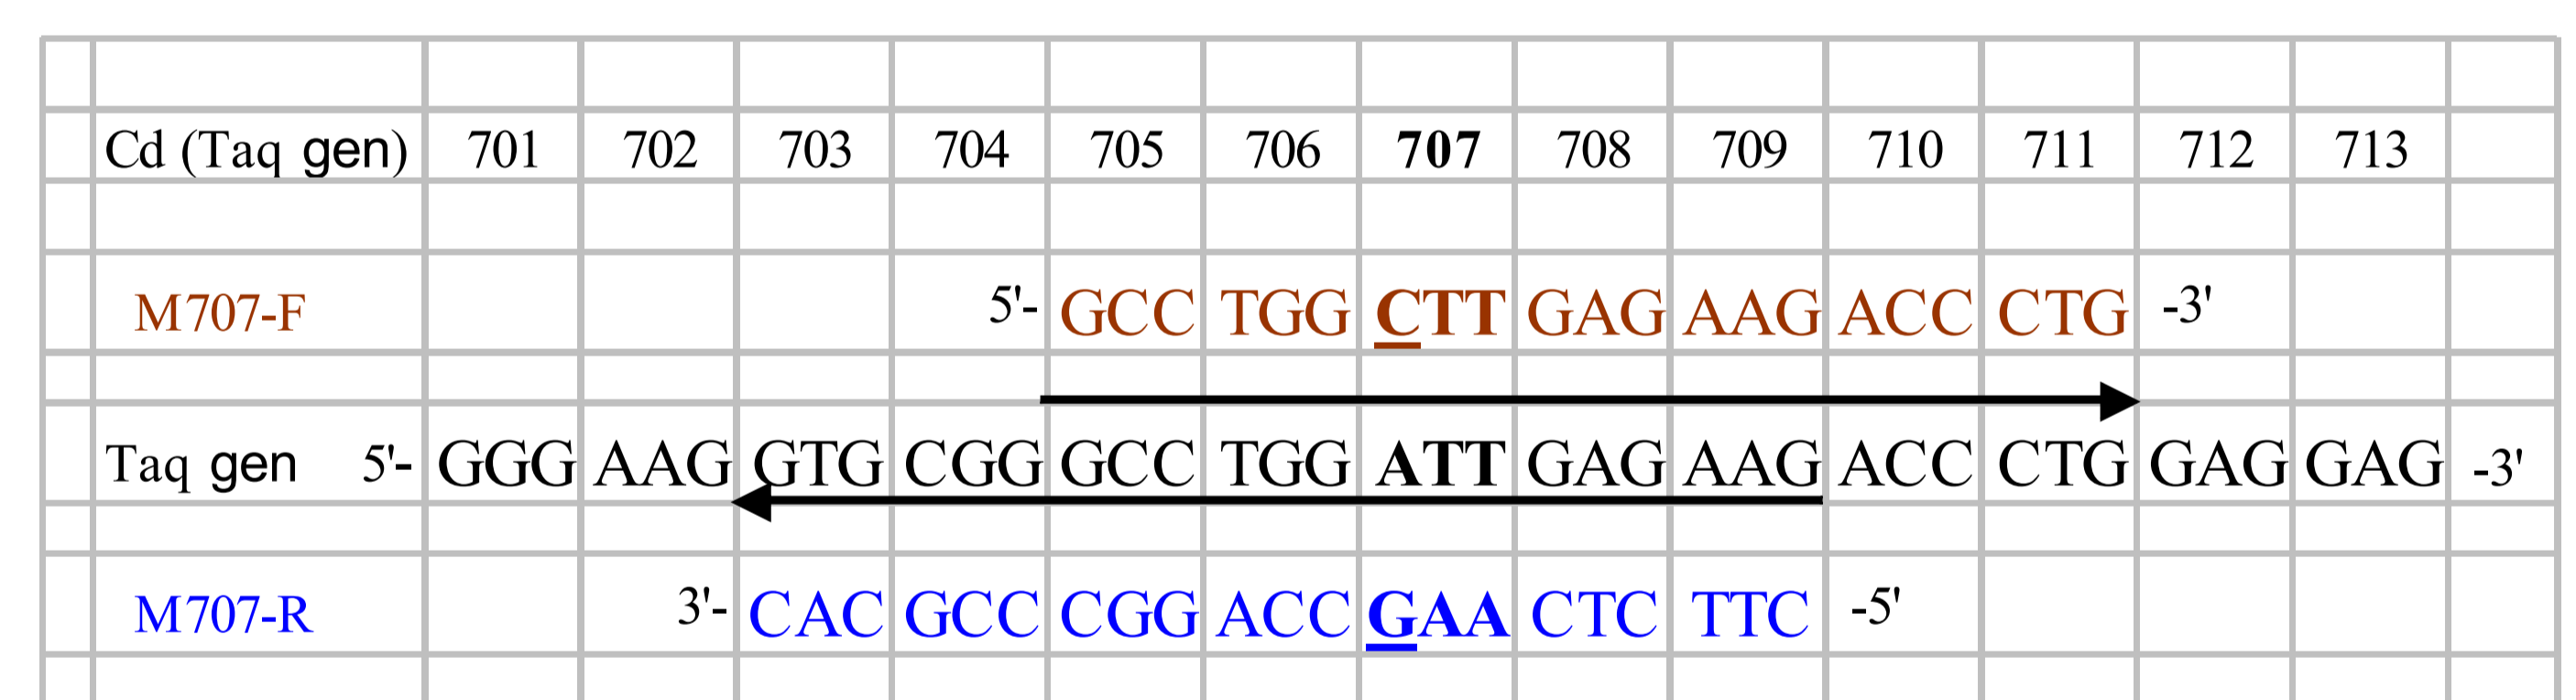 Cd (Taq gen) 701 702 703 704 705 706 707 708 709 710 711 712 713
M707-F 5'- GCC TGG CTT GAG AAG ACC CTG -3'
Taq gen 5'- GGG AAG GTG CGG GCC TGG ATT GAG AAG ACC CTG GAG GAG -3'
M707-R 3'- CAC GCC CGG ACC GAA CTC TTC -5'